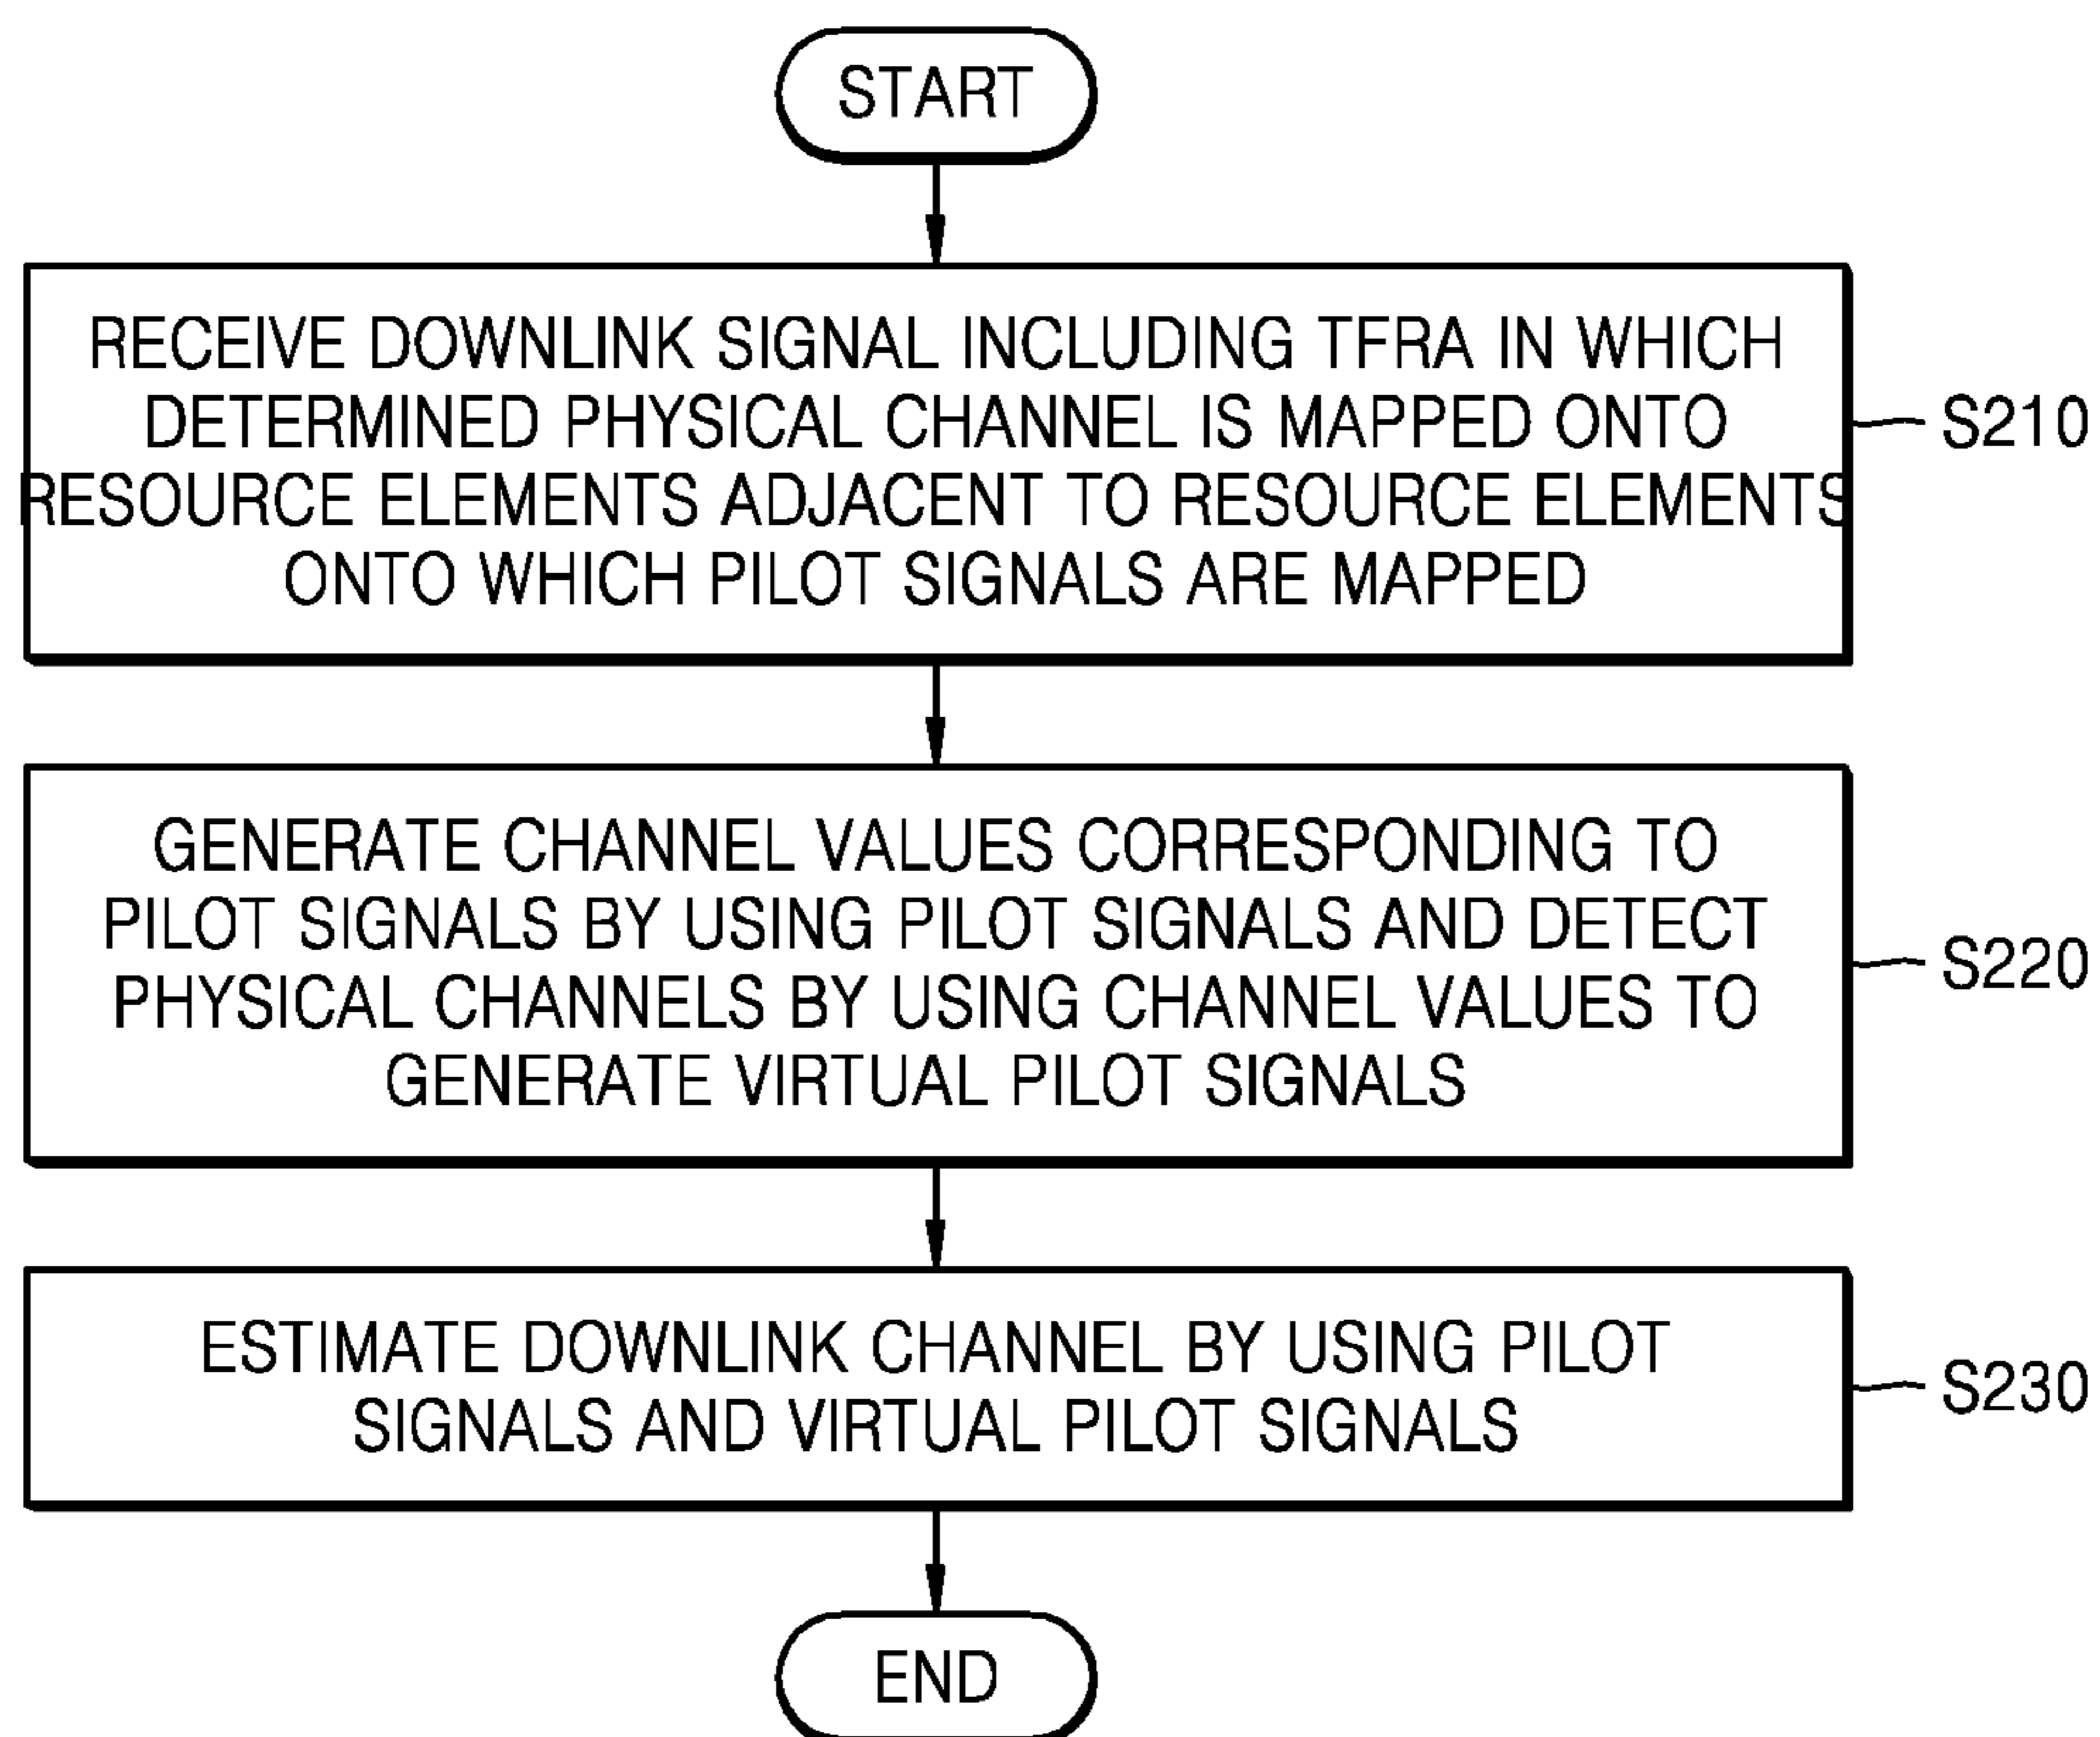 START
RECEIVE DOWNLINK SIGNAL INCLUDING TFRA IN WHICH
DETERMINED PHYSICAL CHANNEL IS MAPPED ONTO
RESOURCE ELEMENTS ADJACENT TO RESOURCE ELEMENTS
ONTO WHICH PILOT SIGNALS ARE MAPPED
S210
GENERATE CHANNEL VALUES CORRESPONDING TO
PILOT SIGNALS BY USING PILOT SIGNALS AND DETECT
PHYSICAL CHANNELS BY USING CHANNEL VALUES TO
GENERATE VIRTUAL PILOT SIGNALS
S220
ESTIMATE DOWNLINK CHANNEL BY USING PILOT
SIGNALS AND VIRTUAL PILOT SIGNALS
S230
END